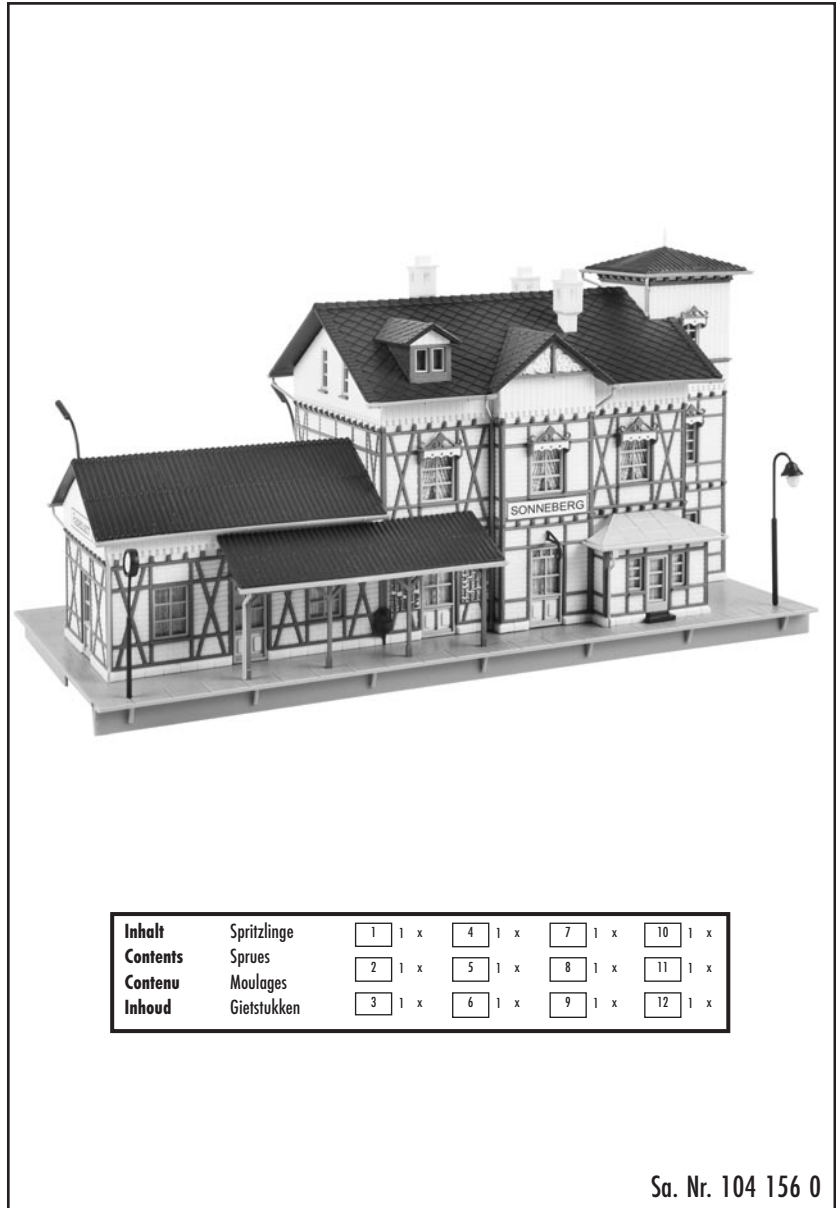 SONNEBERG
Inhalt Spritzlinge 1 1 x 4 1 x 7 1 x 10 1 x
Contents Sprues 2 1 x 5 1 x 8 1 x 11 1 x
Contenu Moulages
Inhoud Gietstukken 3 1 x 6 1 x 9 1 x 12 1 x
Sa. Nr. 104 156 0